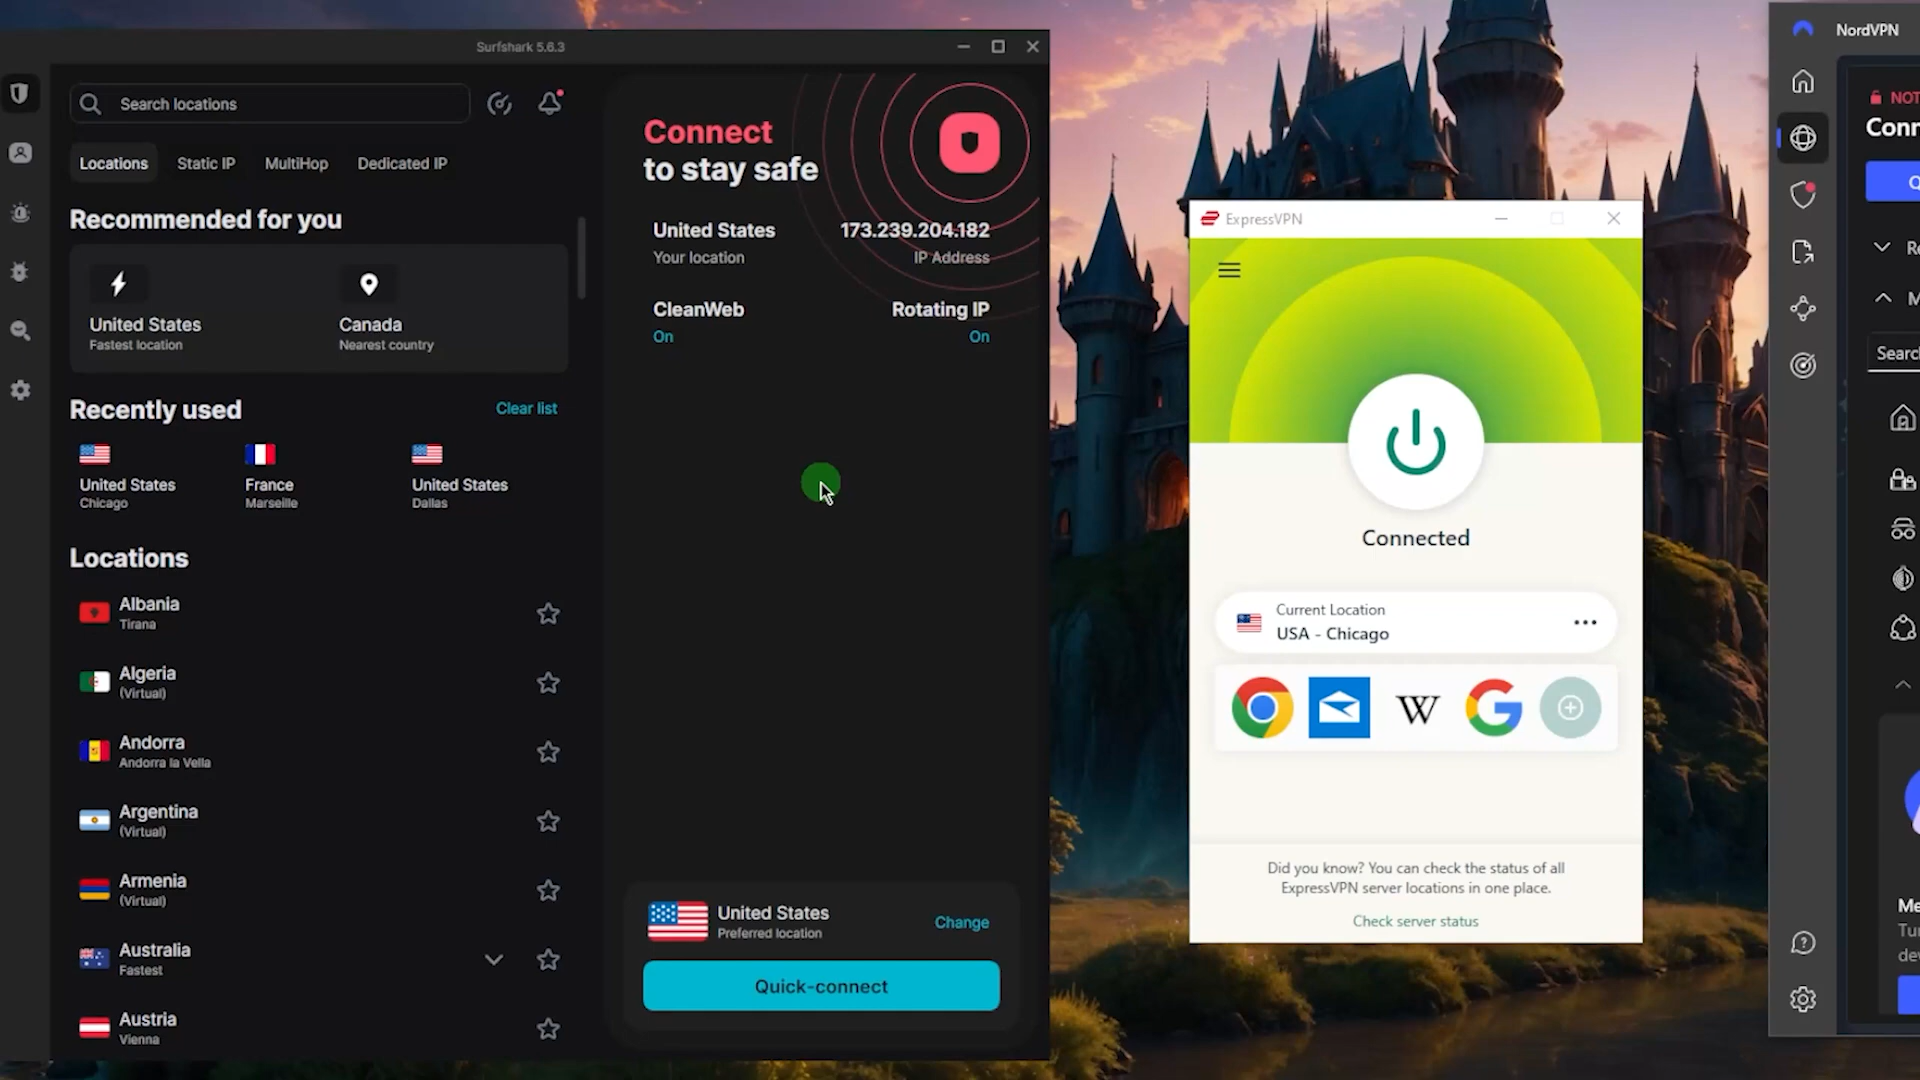 Surfshark 5.6.3
Search locations
Locations
Static IP
MultiHop
Dedicated IP
Recommended for you
United States
Fastest location
Canada
Nearest country
Recently used
Clear list
United States
Chicago
France
Marseille
United States
Dallas
Locations
Albania
Tirana
Algeria
(Virtual)
Andorra
Andorra la Vella
Argentina
(Virtual)
Armenia
(Virtual)
Australia
Fastest
Austria
Vienna
Connect
to stay safe
United States
173.239.204.182
Your location
IP Address
CleanWeb
Rotating IP
On
On
United States
Preferred location
Change
Quick-connect
ExpressVPN
Connected
Current Location
USA - Chicago
W
Did you know? You can check the status of all
ExpressVPN server locations in one place.
Check server status
NordVPN
NOT
Conn
Q
Re
M
Searc
Me
Tur
dev